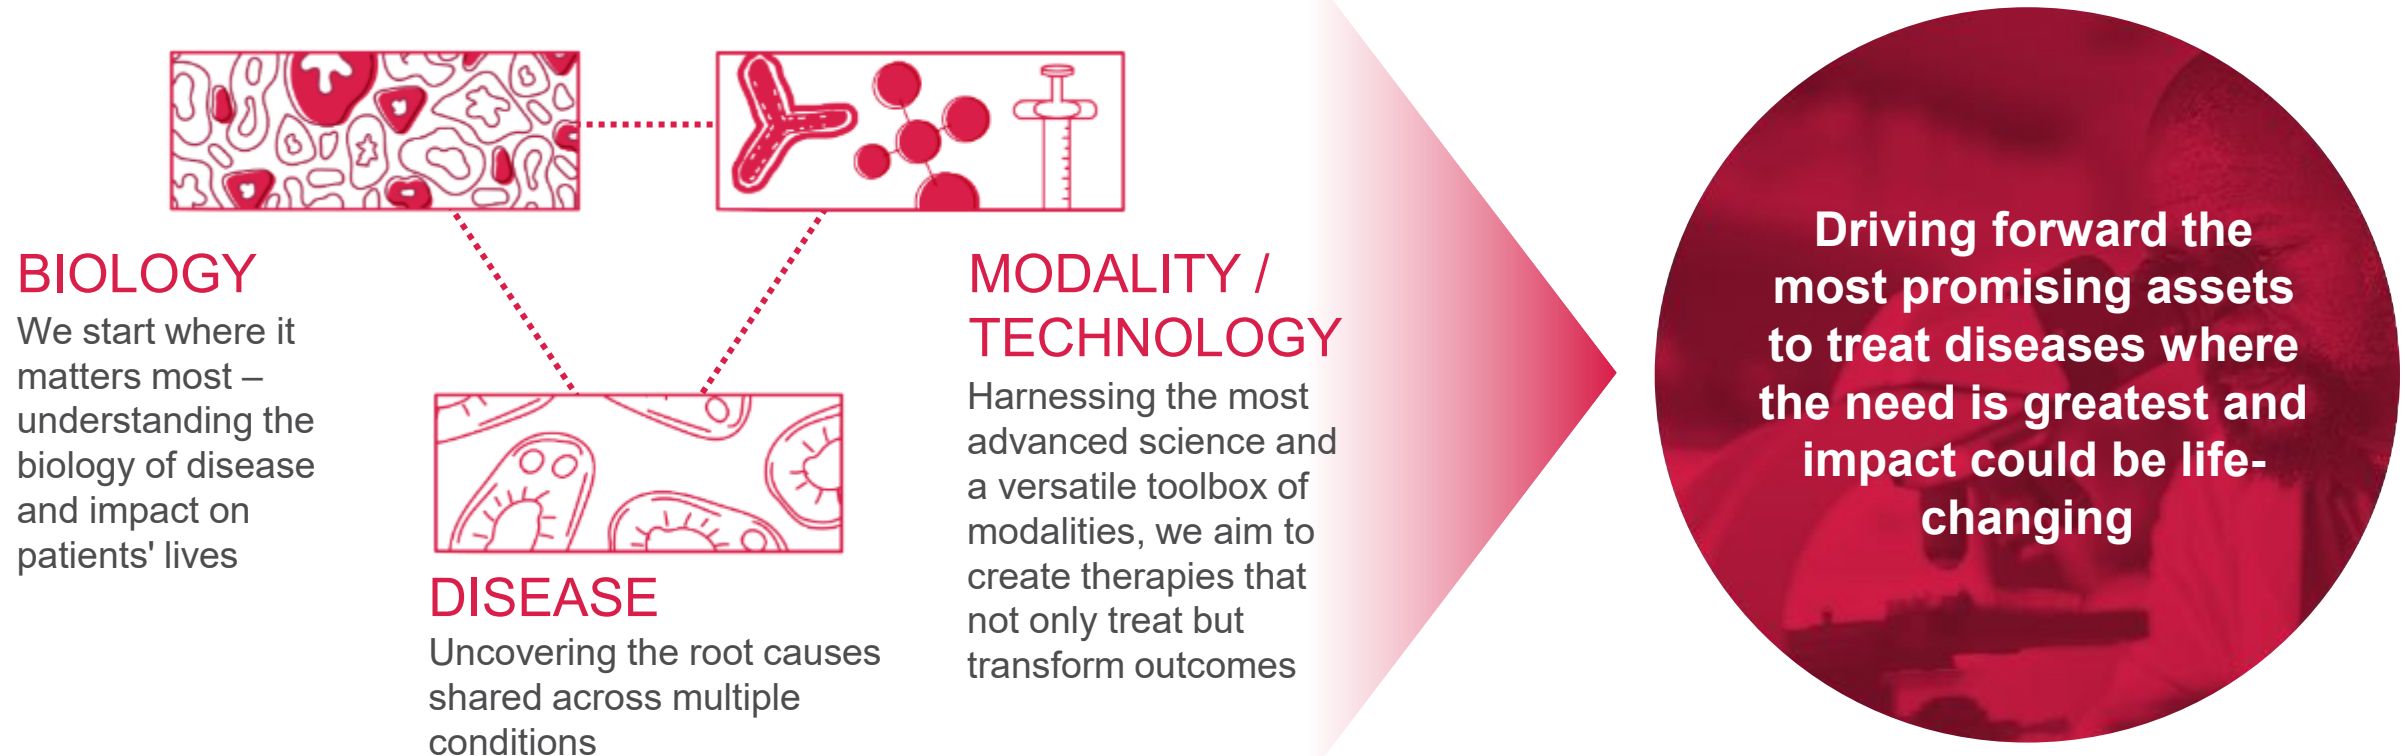 BIOLOGY
We start where it
matters most –
understanding the
biology of disease
and impact on
patients' lives
DISEASE
Uncovering the root causes
shared across multiple
conditions
MODALITY /
TECHNOLOGY
Harnessing the most
advanced science and
a versatile toolbox of
modalities, we aim to
create therapies that
not only treat but
transform outcomes
Driving forward the
most promising assets
to treat diseases where
the need is greatest and
impact could be life-
changing